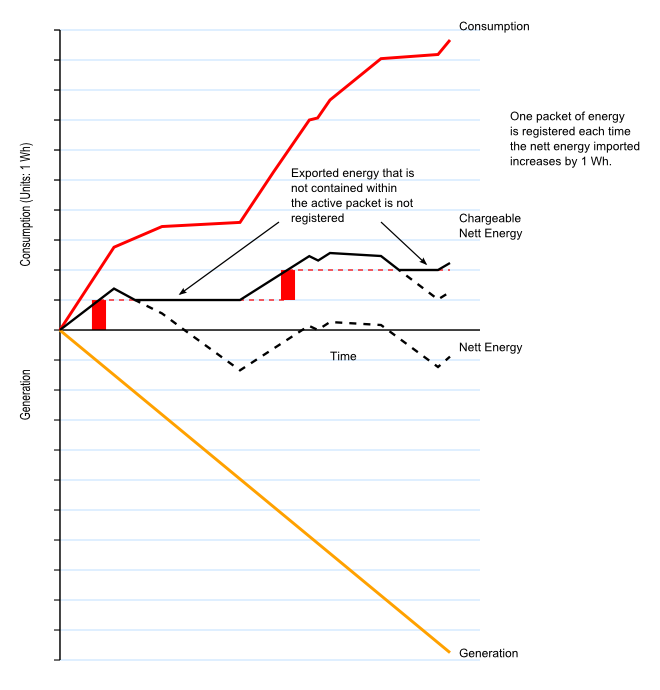 Consumption
One packet of energy
is registered each time
the nett energy imported
increases by 1 Wh.
Consumption (Units: 1 Wh)
Exported energy that is
not contained within
the active packet is not
registered
Chargeable
Nett Energy
Nett Energy
Time
Generation
Generation